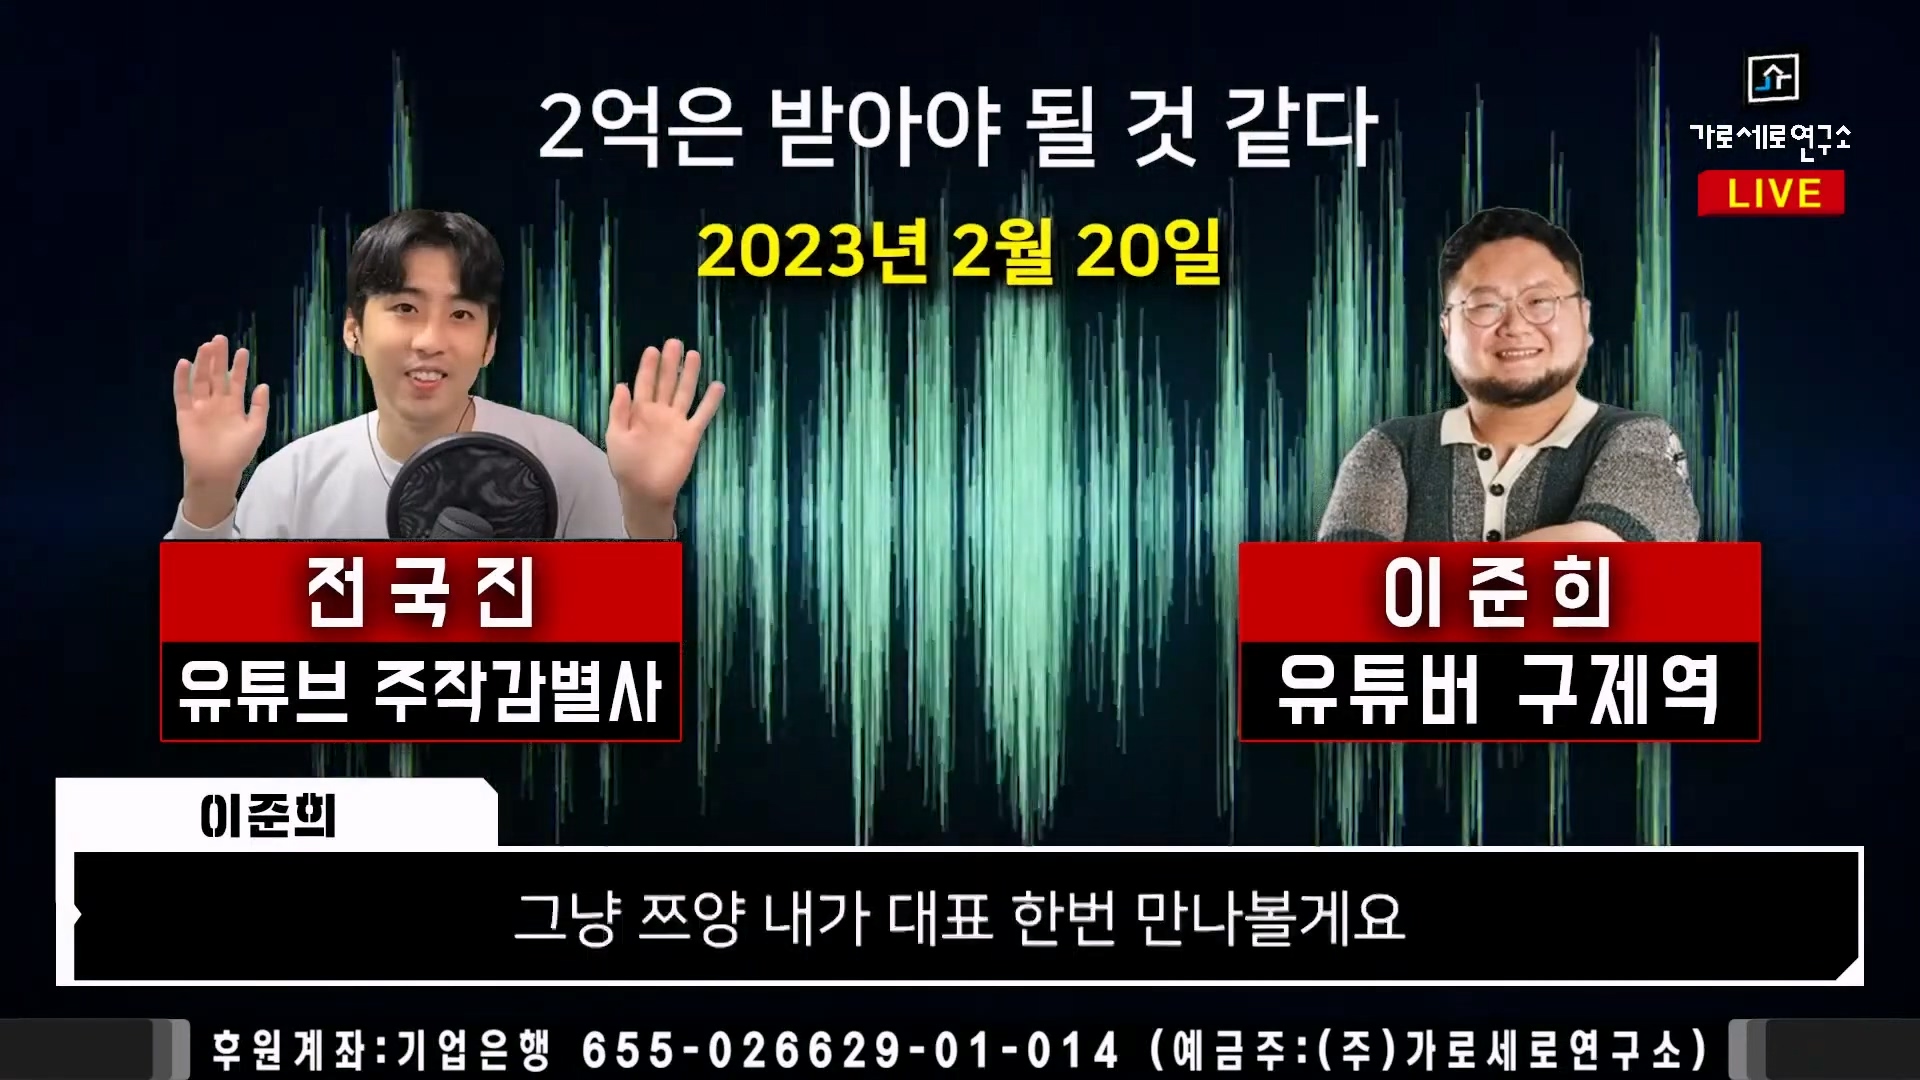 2억은 받아야 될 것 같다
가로세로연구소
LIVE
2023년 2월 20일
전국진
유튜브 주작감별사
이준희
유튜버 구제역
이준희
그냥 쯔양 내가 대표 한번 만나볼게요
후원계좌:기업은행 655-026629-01-014 (예금주:(주)가로세로연구소)